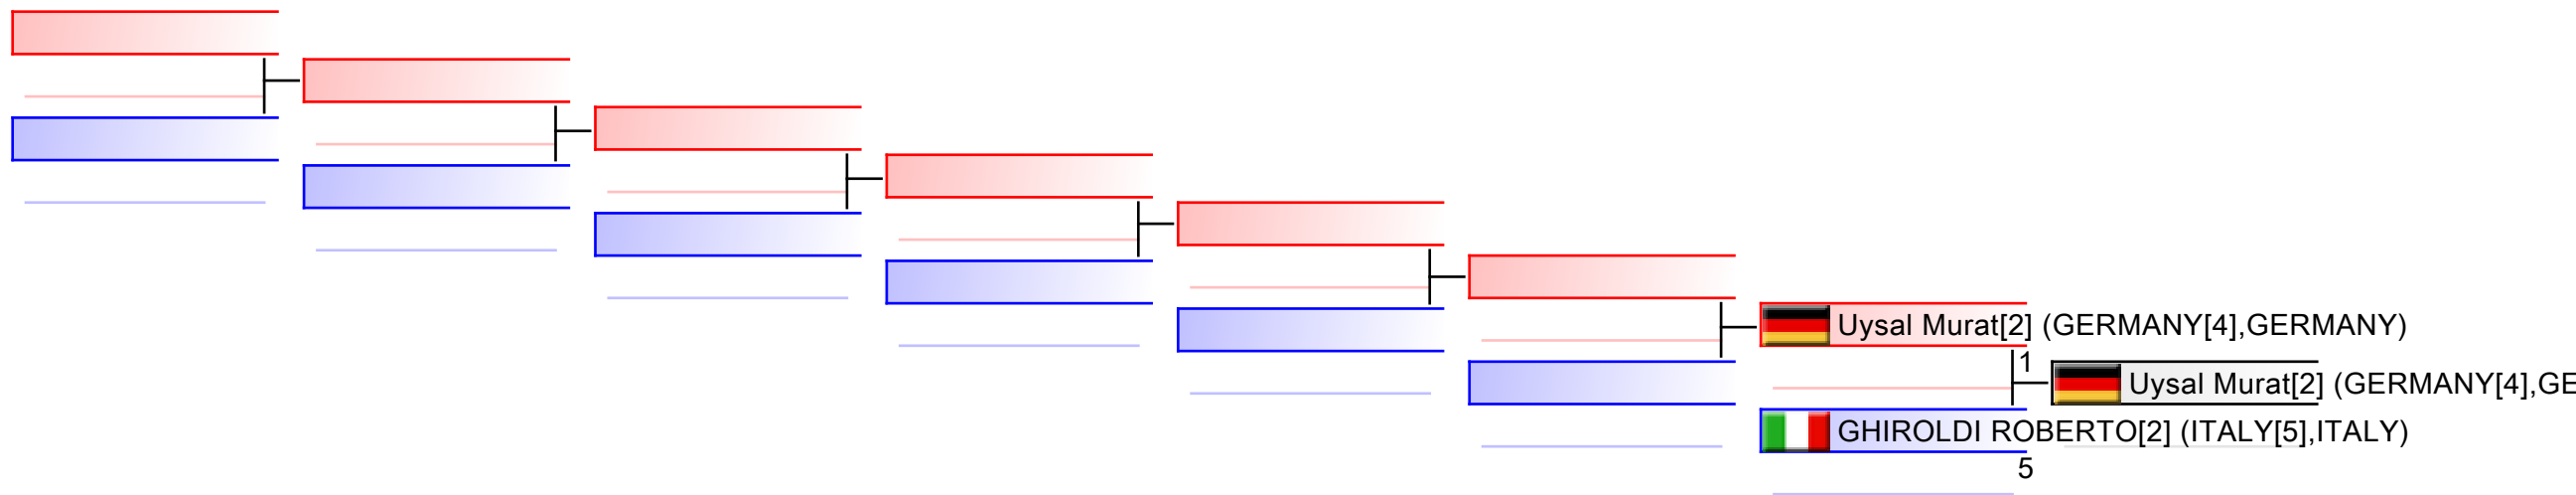 Uysal Murat[2] (GERMANY[4],GERMANY)
1
Uysal Murat[2] (GERMANY[4],GE
GHIROLDI ROBERTO[2] (ITALY[5],ITALY)
5